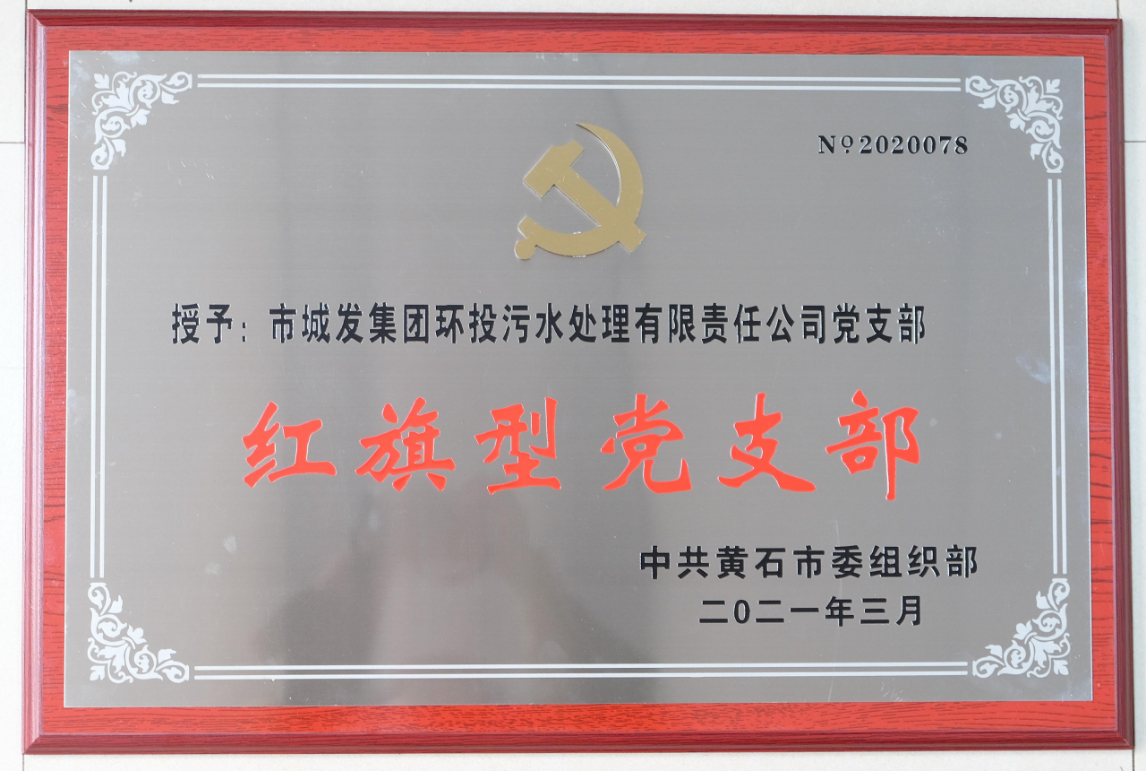 Nº2020078
授予：市城发集团环投污水处理有限责任公司党支部
红旗型党支部
中共黄石市委组织部
二〇二一年三月